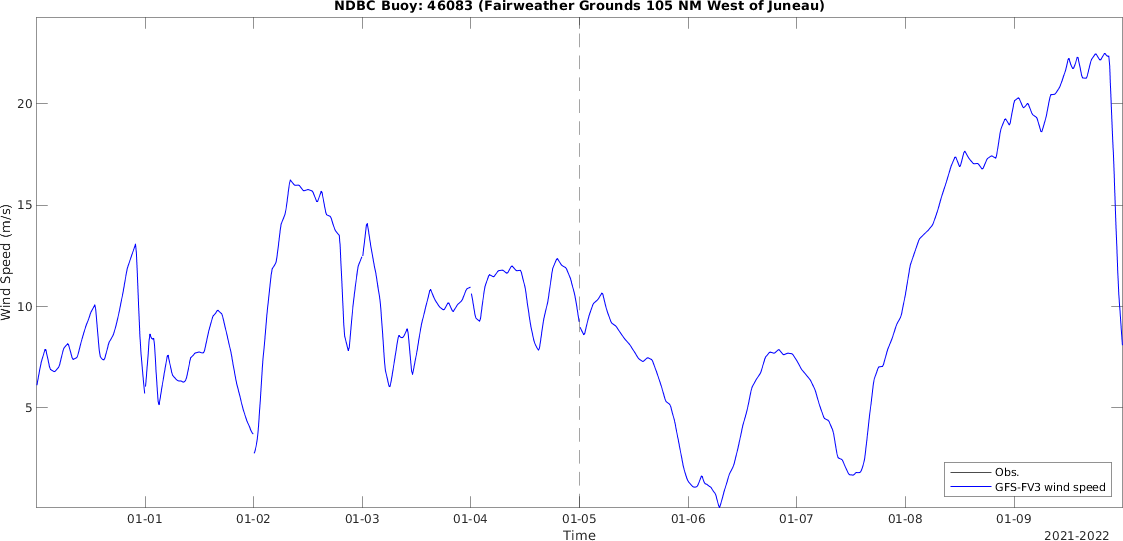 NDBC Buoy: 46083 (Fairweather Grounds 105 NM West of Juneau)
Wind Speed (m/s)
20
15
10
5
Obs.
GFS-FV3 wind speed
01-01 01-02 01-03 01-04 01-05 01-06 01-07 01-08 01-09
Time
2021-2022